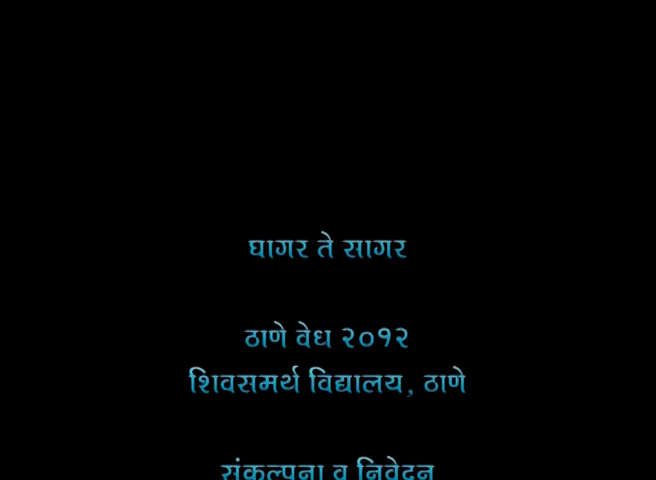 घागर ते सागर
ठाणे वेध २०१२
शिवसमर्थ विद्यालय, ठाणे
संकल्पना व निवेदन